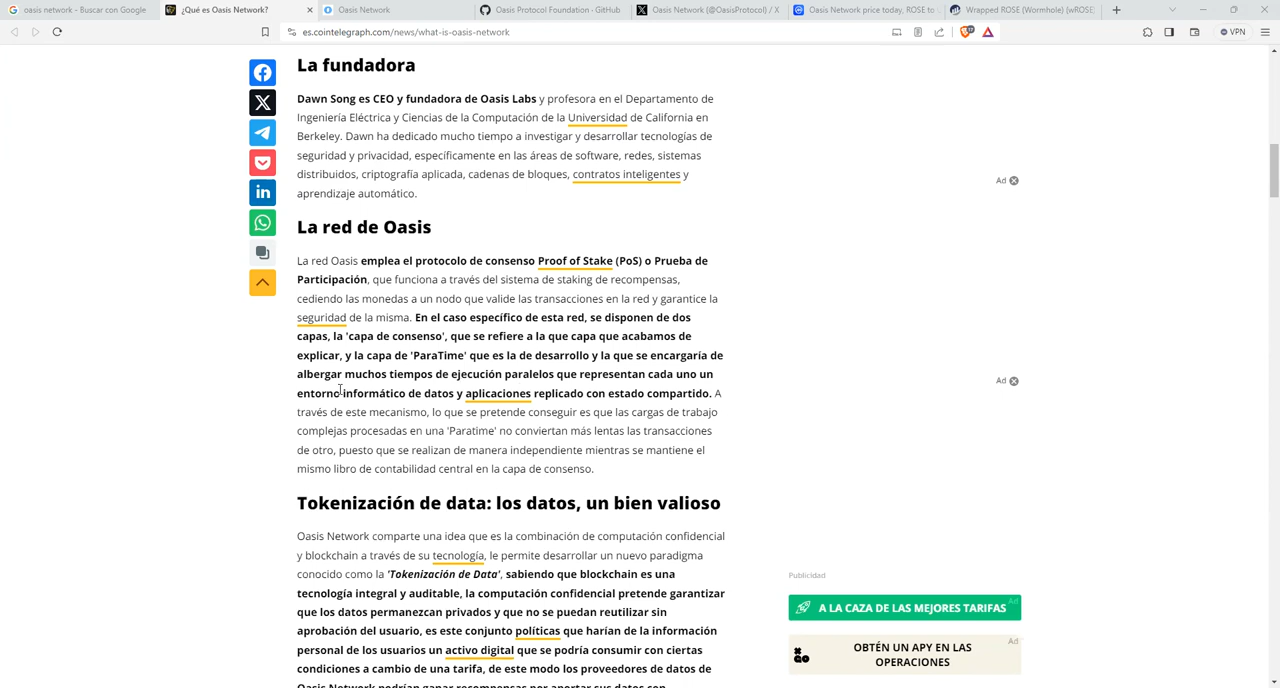 oasis network - Buscar con Google
¿Qué es Oasis Network?
Oasis Network
Oasis Protocol Foundation · GitHub
Oasis Network (@OasisProtocol) / X
Oasis Network price today, ROSE to
Wrapped ROSE (Wormhole) (wROSE)
es.cointelegraph.com/news/what-is-oasis-network
VPN
La fundadora
Dawn Song es CEO y fundadora de Oasis Labs y profesora en el Departamento de
Ingeniería Eléctrica y Ciencias de la Computación de la Universidad de California en
Berkeley. Dawn ha dedicado mucho tiempo a investigar y desarrollar tecnologías de
seguridad y privacidad, específicamente en las áreas de software, redes, sistemas
distribuidos, criptografía aplicada, cadenas de bloques, contratos inteligentes y
aprendizaje automático.
La red de Oasis
La red Oasis emplea el protocolo de consenso Proof of Stake (PoS) o Prueba de
Participación, que funciona a través del sistema de staking de recompensas,
cediendo las monedas a un nodo que valide las transacciones en la red y garantice la
seguridad de la misma. En el caso específico de esta red, se disponen de dos
capas, la 'capa de consenso', que se refiere a la que capa que acabamos de
explicar, y la capa de 'ParaTime' que es la de desarrollo y la que se encargaría de
albergar muchos tiempos de ejecución paralelos que representan cada uno un
entorno informático de datos y aplicaciones replicado con estado compartido. A
través de este mecanismo, lo que se pretende conseguir es que las cargas de trabajo
complejas procesadas en una 'Paratime' no conviertan más lentas las transacciones
de otro, puesto que se realizan de manera independiente mientras se mantiene el
mismo libro de contabilidad central en la capa de consenso.
Tokenización de data: los datos, un bien valioso
Oasis Network comparte una idea que es la combinación de computación confidencial
y blockchain a través de su tecnología, le permite desarrollar un nuevo paradigma
conocido como la 'Tokenización de Data', sabiendo que blockchain es una
tecnología integral y auditable, la computación confidencial pretende garantizar
que los datos permanezcan privados y que no se puedan reutilizar sin
aprobación del usuario, es este conjunto políticas que harían de la información
personal de los usuarios un activo digital que se podría consumir con ciertas
condiciones a cambio de una tarifa, de este modo los proveedores de datos de
Oasis Network podrían ganar recompensas por aportar sus datos con
Ad
Ad
Publicidad
A LA CAZA DE LAS MEJORES TARIFAS
Ad
OBTÉN UN APY EN LAS
OPERACIONES
Ad